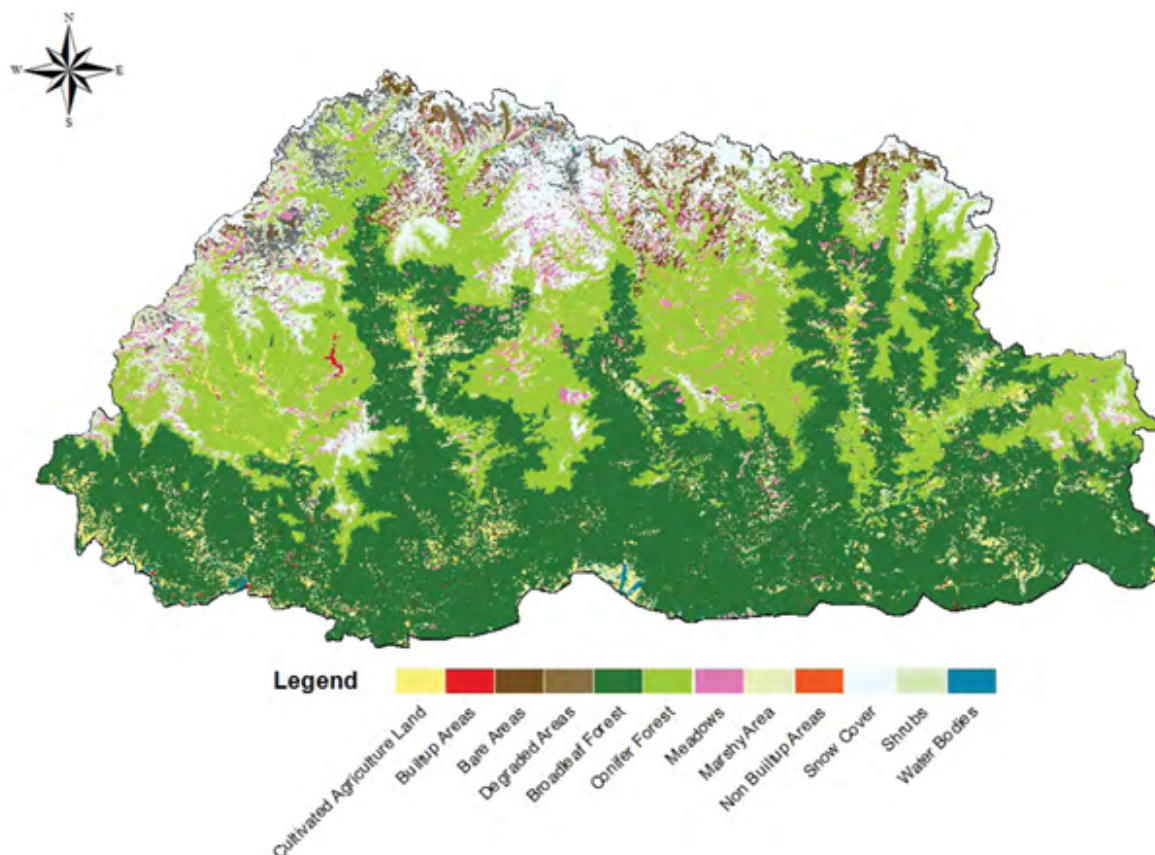 N
W
E
S
Legend
Cultivated Agriculture Land
Builtup Areas
Bare Areas
Degraded Areas
Broadleaf Forest
Conifer Forest
Meadows
Marshy Area
Non Builtup Areas
Snow Cover
Shrubs
Water Bodies